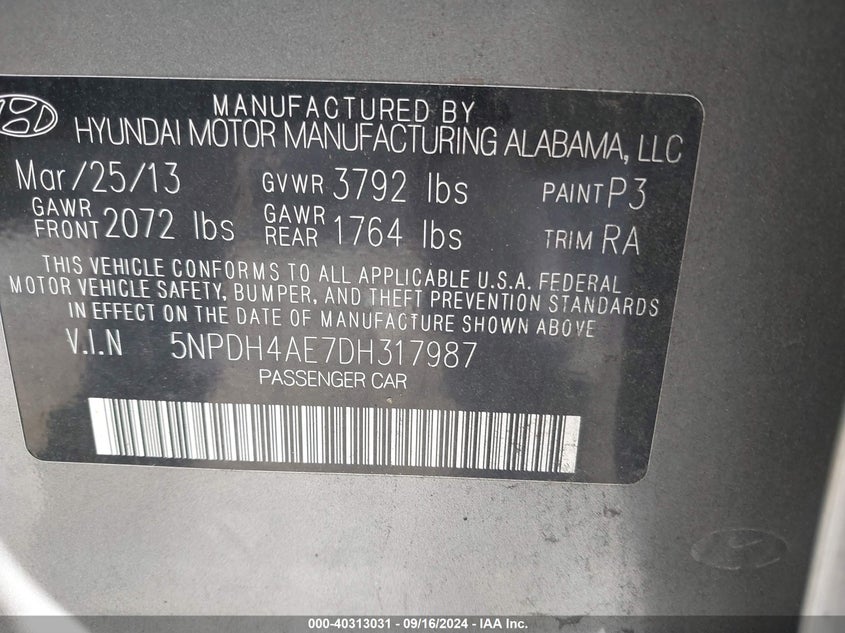 MANUFACTURED BY
HYUNDAI MOTOR MANUFACTURING ALABAMA, LLC
Mar/25/13 GVWR 3792 lbs PAINT P3
GAWR FRONT 2072 lbs GAWR REAR 1764 lbs TRIM RA
THIS VEHICLE CONFORMS TO ALL APPLICABLE U.S.A. FEDERAL
MOTOR VEHICLE SAFETY, BUMPER, AND THEFT PREVENTION STANDARDS
IN EFFECT ON THE DATE OF MANUFACTURE SHOWN ABOVE
V.I.N 5NPDH4AE7DH317987
PASSENGER CAR
000-40313031 - 09/16/2024 - IAA Inc.